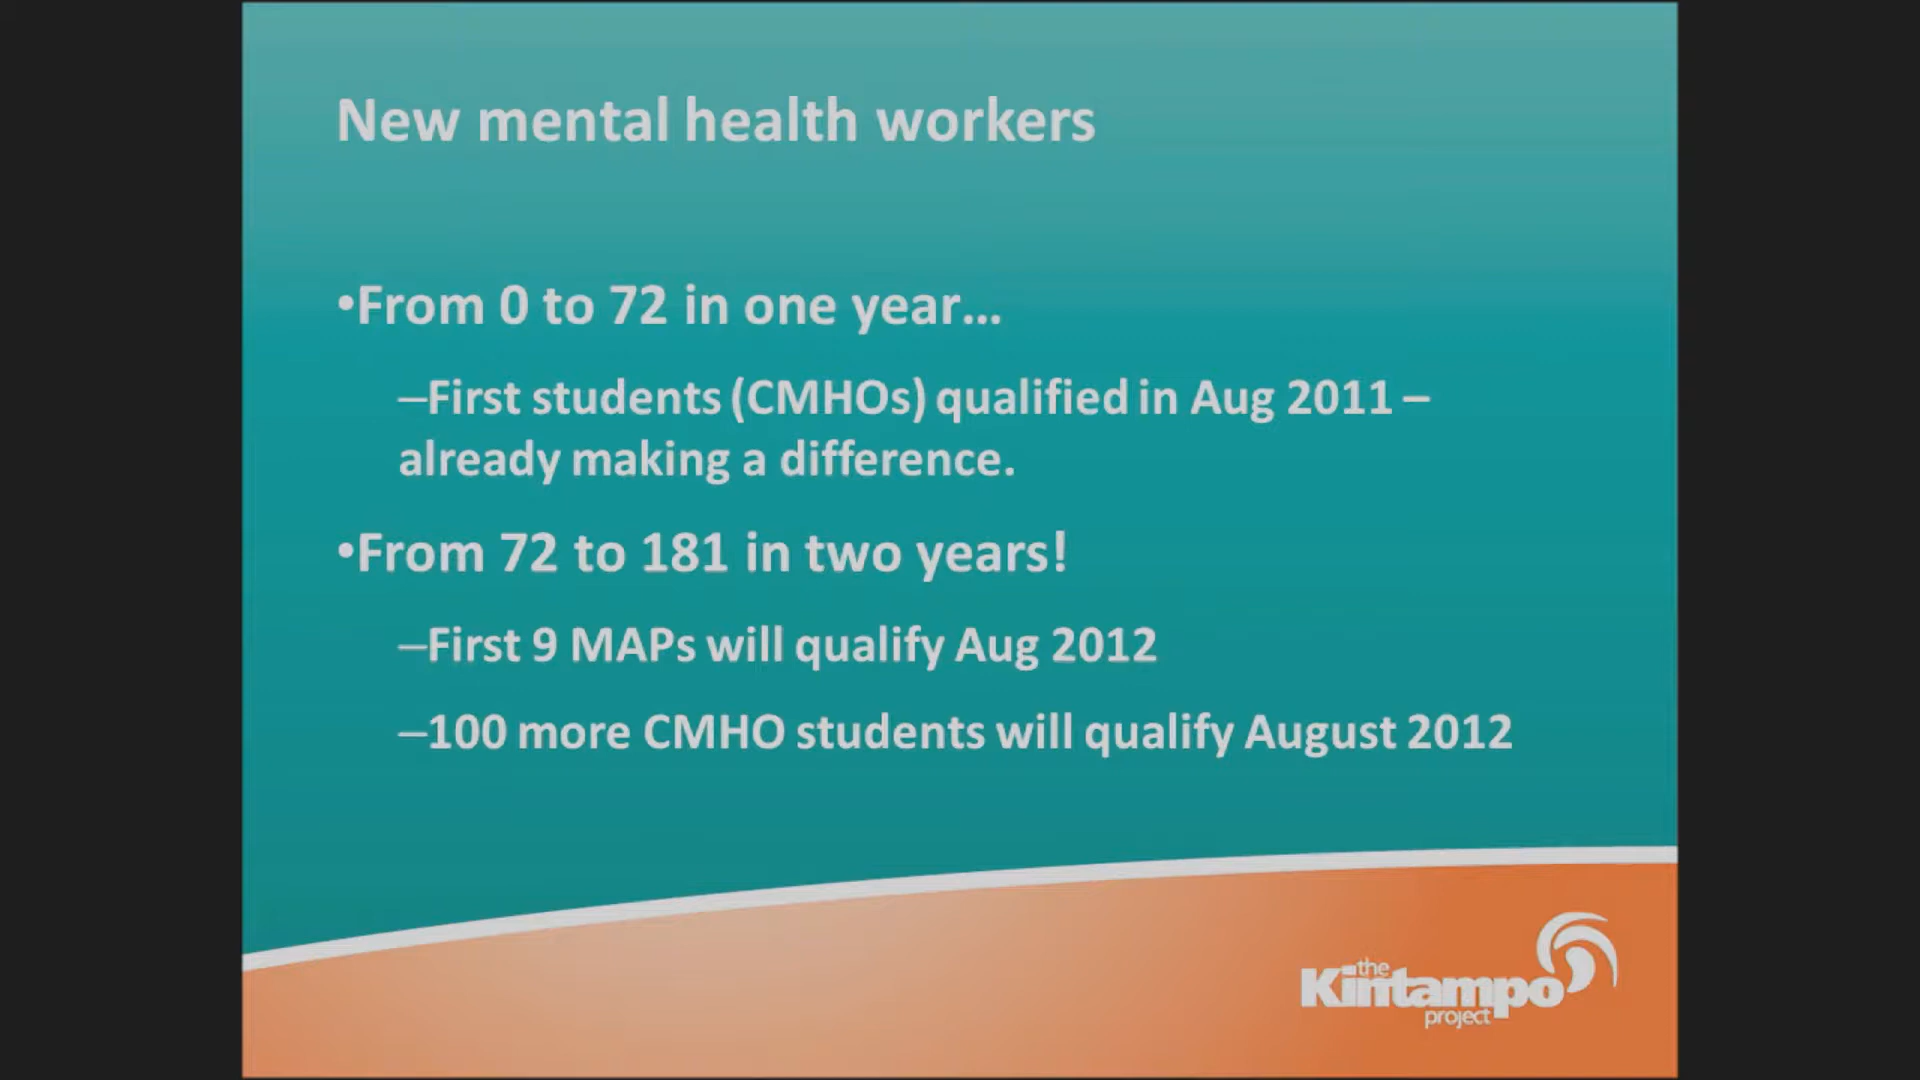 New mental health workers
•From 0 to 72 in one year...
–First students (CMHOs) qualified in Aug 2011 –
already making a difference.
•From 72 to 181 in two years!
–First 9 MAPs will qualify Aug 2012
–100 more CMHO students will qualify August 2012
the
Kintampo
project